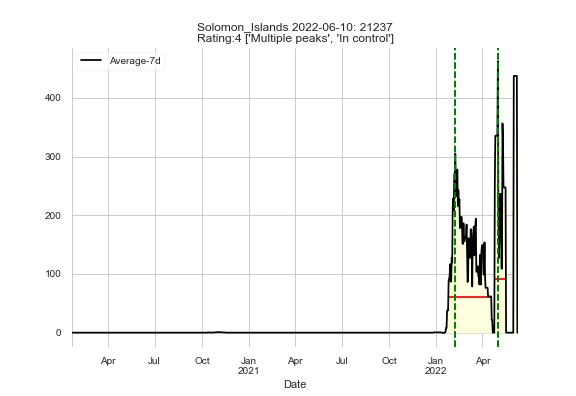 Solomon_Islands 2022-06-10: 21237
Rating:4 ['Multiple peaks', 'In control']
Average-7d
400
300
200
100
0
Apr Jul Oct Jan Apr Jul Oct Jan Apr
2021 2022
Date